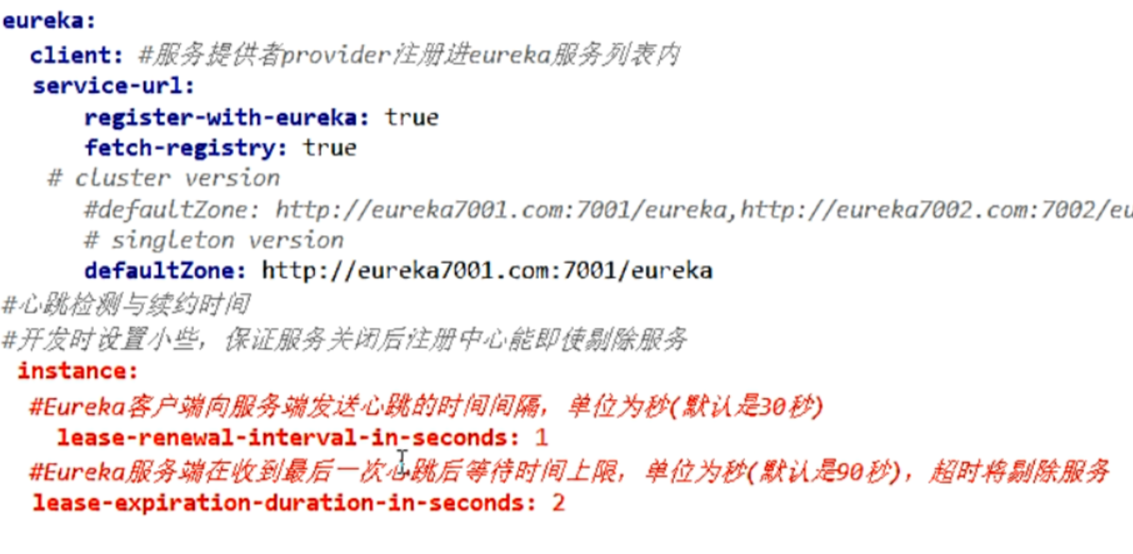 eureka:
client: #服务提供者provider注册进eureka服务列表内
service-url:
register-with-eureka: true
fetch-registry: true
# cluster version
#defaultZone: http://eureka7001.com:7001/eureka,http://eureka7002.com:7002/eu
# singleton version
defaultZone: http://eureka7001.com:7001/eureka
#心跳检测与续约时间
#开发时设置小些，保证服务关闭后注册中心能即使剔除服务
instance:
#Eureka客户端向服务端发送心跳的时间间隔，单位为秒(默认是30秒)
lease-renewal-interval-in-seconds: 1
#Eureka服务端在收到最后一次心跳后等待时间上限，单位为秒(默认是90秒)，超时将剔除服务
lease-expiration-duration-in-seconds: 2